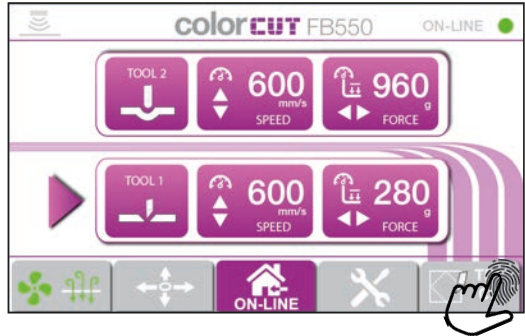 colorcut FB550
ON-LINE
TOOL 2
600
mm/s
SPEED
960
g
FORCE
TOOL 1
600
mm/s
SPEED
280
g
FORCE
ON-LINE